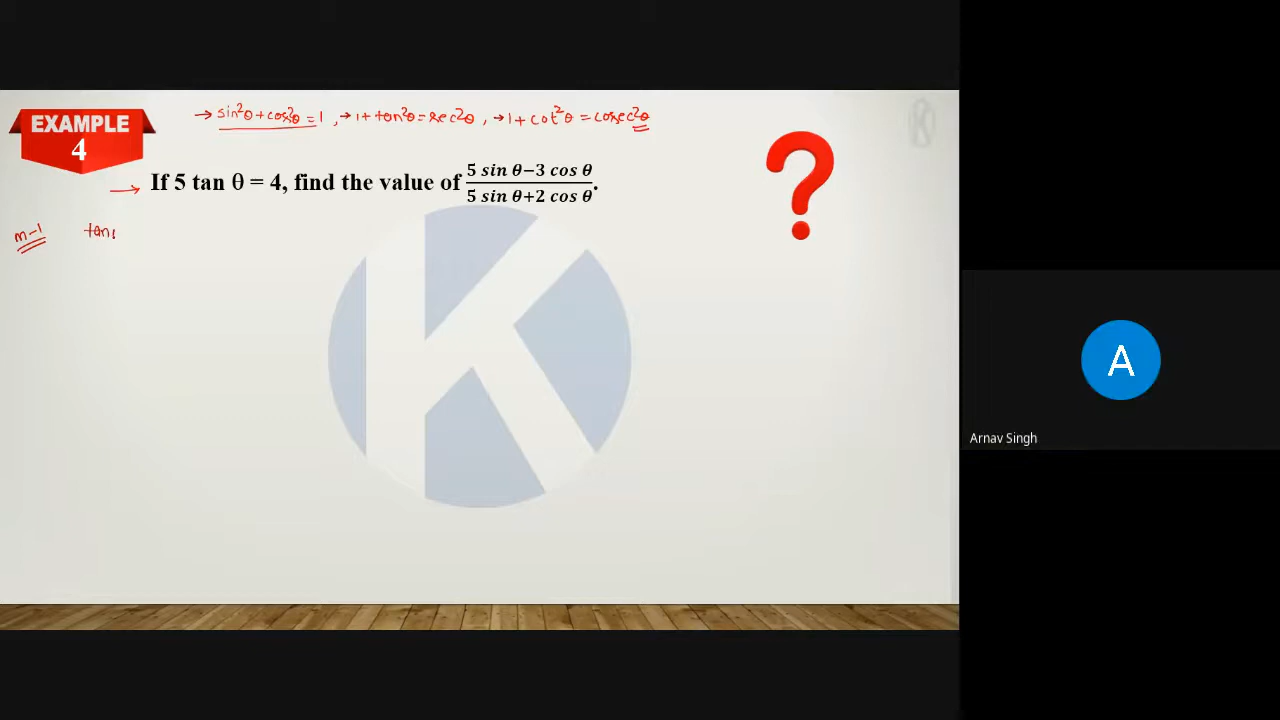 → sin²θ + cos²θ = 1 , → 1 + tan²θ = sec²θ , → 1 + cot²θ = cosec²θ
EXAMPLE
4
→ If 5 tan θ = 4, find the value of (5 sin θ−3 cos θ)/(5 sin θ+2 cos θ).
?
m-1 tan
K
A
Arnav Singh